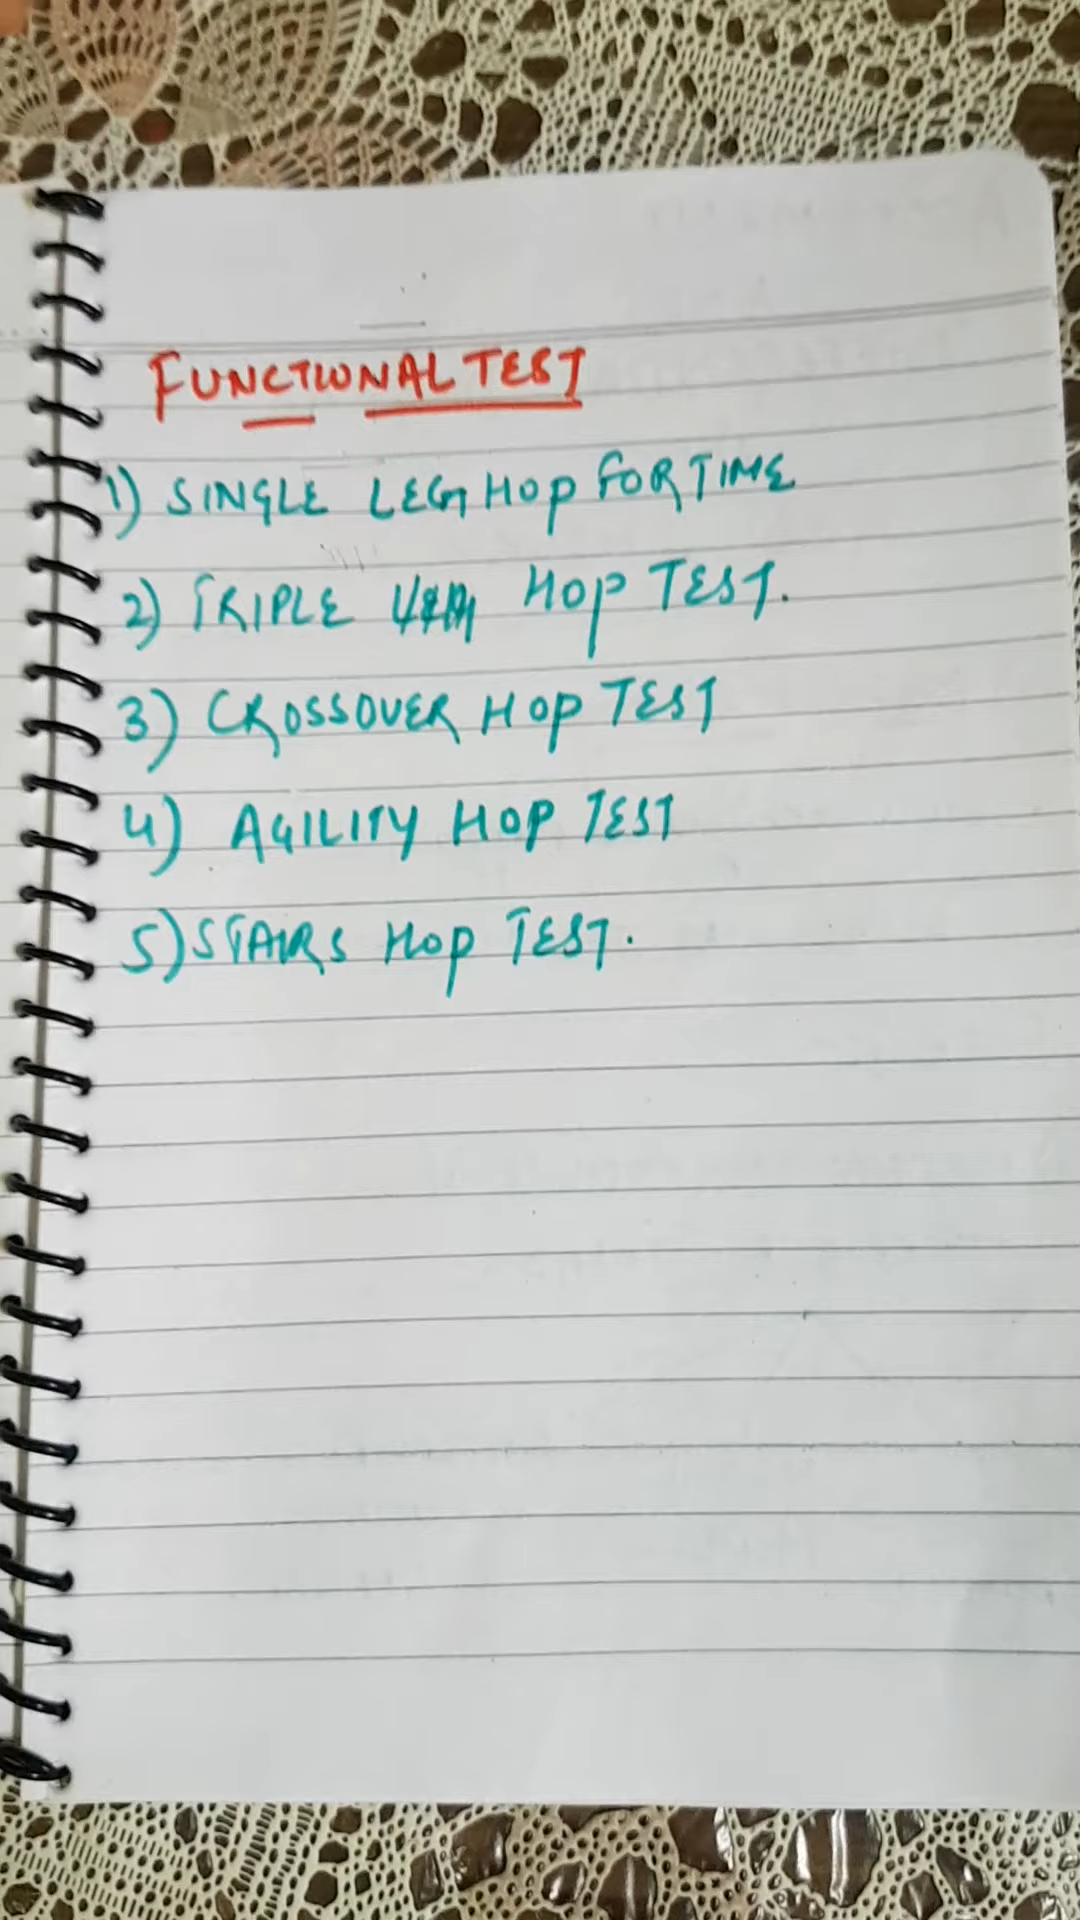 FUNCTIONAL TEST
1) SINGLE LEG HOP FOR TIME
2) TRIPLE HOP TEST.
3) CROSSOVER HOP TEST
4) AGILITY HOP TEST
5) STAIRS HOP TEST.